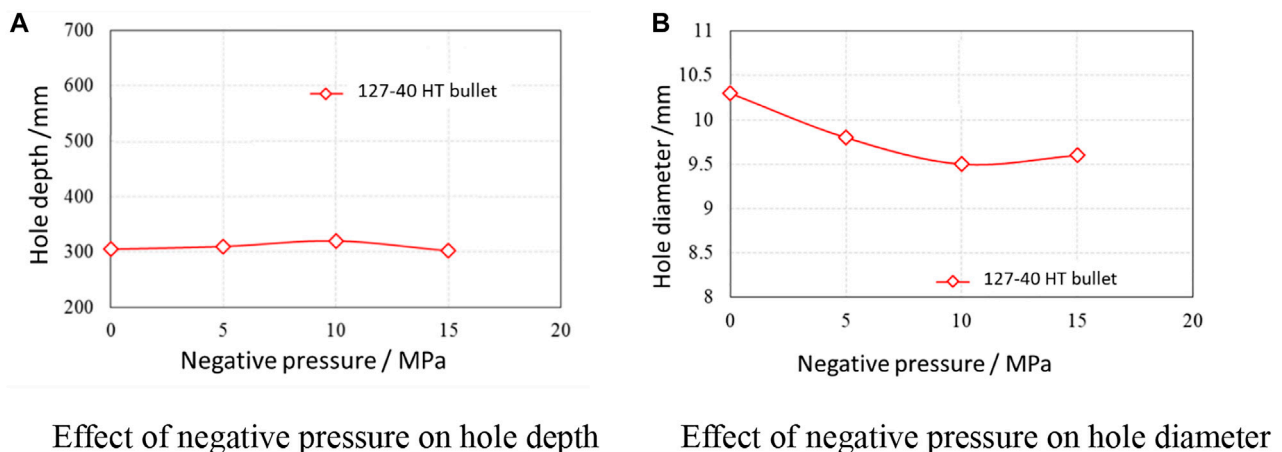 A
700
600
500
400
300
200
Hole depth /mm
127-40 HT bullet
0 5 10 15 20
Negative pressure / MPa
Effect of negative pressure on hole depth
B
11
10.5
10
9.5
9
8.5
8
Hole diameter /mm
127-40 HT bullet
0 5 10 15 20
Negative pressure / MPa
Effect of negative pressure on hole diameter